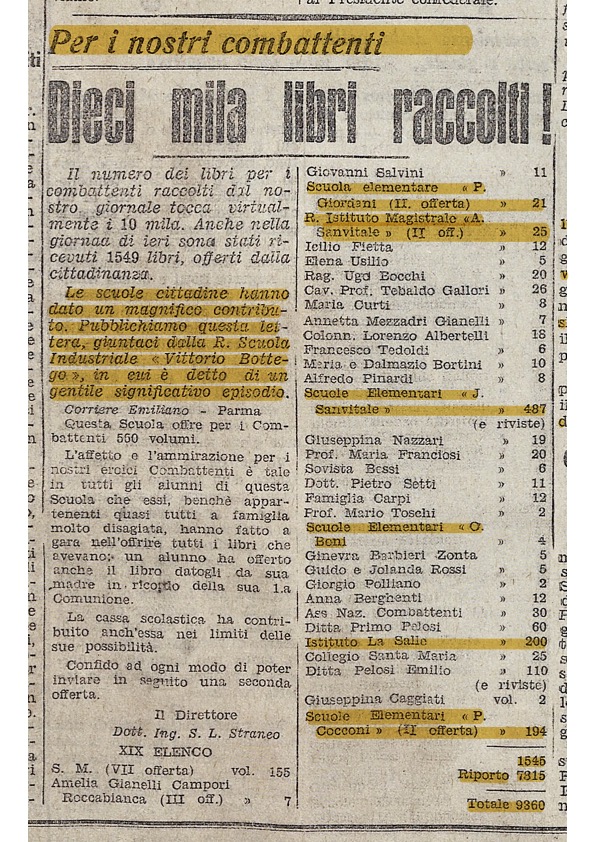 al Presidente confederale.
Per i nostri combattenti
Dieci mila libri raccolti!
Il numero dei libri per i
combattenti raccolti dal no-
stro giornale tocca virtual-
mente i 10 mila. Anche nella
giornaa di ieri sono stati ri-
cevuti 1549 libri, offerti dalla
cittadinanza.
Le scuole cittadine hanno
dato un magnifico contribu-
to. Pubblichiamo questa let-
tera, giuntaci dalla R. Scuola
Industriale « Vittorio Botte-
go », in cui è detto di un
gentile significativo episodio.
Corriere Emiliano - Parma
Questa Scuola offre per i Com-
battenti 550 volumi.
L'affetto e l'ammirazione per i
nostri eroici Combattenti è tale
in tutti gli alunni di questa
Scuola che essi, benchè appar-
tenenti quasi tutti a famiglia
molto disagiata, hanno fatto a
gara nell'offrire tutti i libri che
avevano; un alunno ha offerto
anche il libro datogli da sua
madre in ricordo della sua 1.a
Comunione.
La cassa scolastica ha contri-
buito anch'essa nei limiti delle
sue possibilità.
Confido ad ogni modo di poter
inviare in seguito una seconda
offerta.
Il Direttore
Dott. Ing. S. L. Straneo
XIX ELENCO
S. M. (VII offerta) vol. 155
Amelia Gianelli Campori
Roccabianca (III off.) » 7
Giovanni Salvini » 11
Scuola elementare « P.
Giordani (II. offerta) » 21
R. Istituto Magistrale «A.
Sanvitale » (II off.) » 25
Icilio Fietta » 12
Elena Usilio » 5
Rag. Ugo Bocchi » 20
Cav. Prof. Tebaldo Gallori » 26
Maria Curti » 8
Annetta Mezzadri Gianelli » 7
Colonn. Lorenzo Albertelli » 18
Francesco Tedoldi » 6
Maria e Dalmazio Bortini » 10
Alfredo Pinardi » 8
Scuole Elementari « J.
Sanvitale » » 487
(e riviste)
Giuseppina Nazzari » 19
Prof. Maria Franciosi » 20
Sovista Bessi » 6
Dott. Pietro Setti » 11
Famiglia Carpi » 12
Prof. Mario Toschi » 2
Scuole Elementari « O.
Boni » 4
Ginevra Barbieri Zonta » 5
Guido e Jolanda Rossi » 5
Giorgio Polliano » 2
Anna Berghenti » 12
Ass Naz. Combattenti » 30
Ditta Primo Pelosi » 60
Istituto La Salle » 200
Collegio Santa Maria » 25
Ditta Pelosi Emilio » 110
(e riviste)
Giuseppina Caggiati vol. 2
Scuole Elementari « P.
Cocconi » (II offerta) » 194
1545
Riporto 7815
Totale 9360